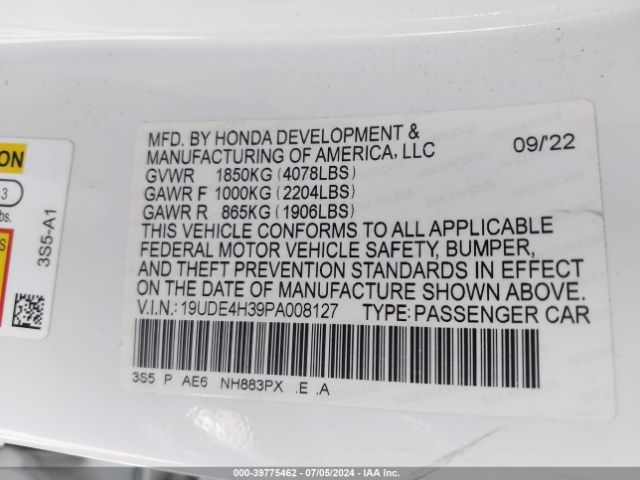 MFD. BY HONDA DEVELOPMENT &
MANUFACTURING OF AMERICA, LLC 09/'22
GVWR 1850KG (4078LBS)
GAWR F 1000KG (2204LBS)
GAWR R 865KG (1906LBS)
THIS VEHICLE CONFORMS TO ALL APPLICABLE
FEDERAL MOTOR VEHICLE SAFETY, BUMPER,
AND THEFT PREVENTION STANDARDS IN EFFECT
ON THE DATE OF MANUFACTURE SHOWN ABOVE.
V.I.N.: 19UDE4H39PA008127 TYPE: PASSENGER CAR
3S5 P AE6 NH883PX .E .A
ION
3
bs.
S
3S5-A1
000-39775462 - 07/05/2024 - IAA Inc.